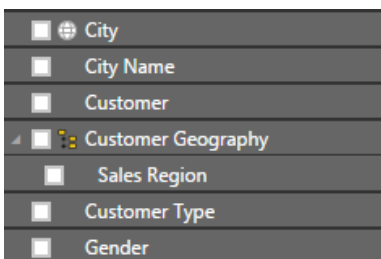 City
City Name
Customer
Customer Geography
Sales Region
Customer Type
Gender